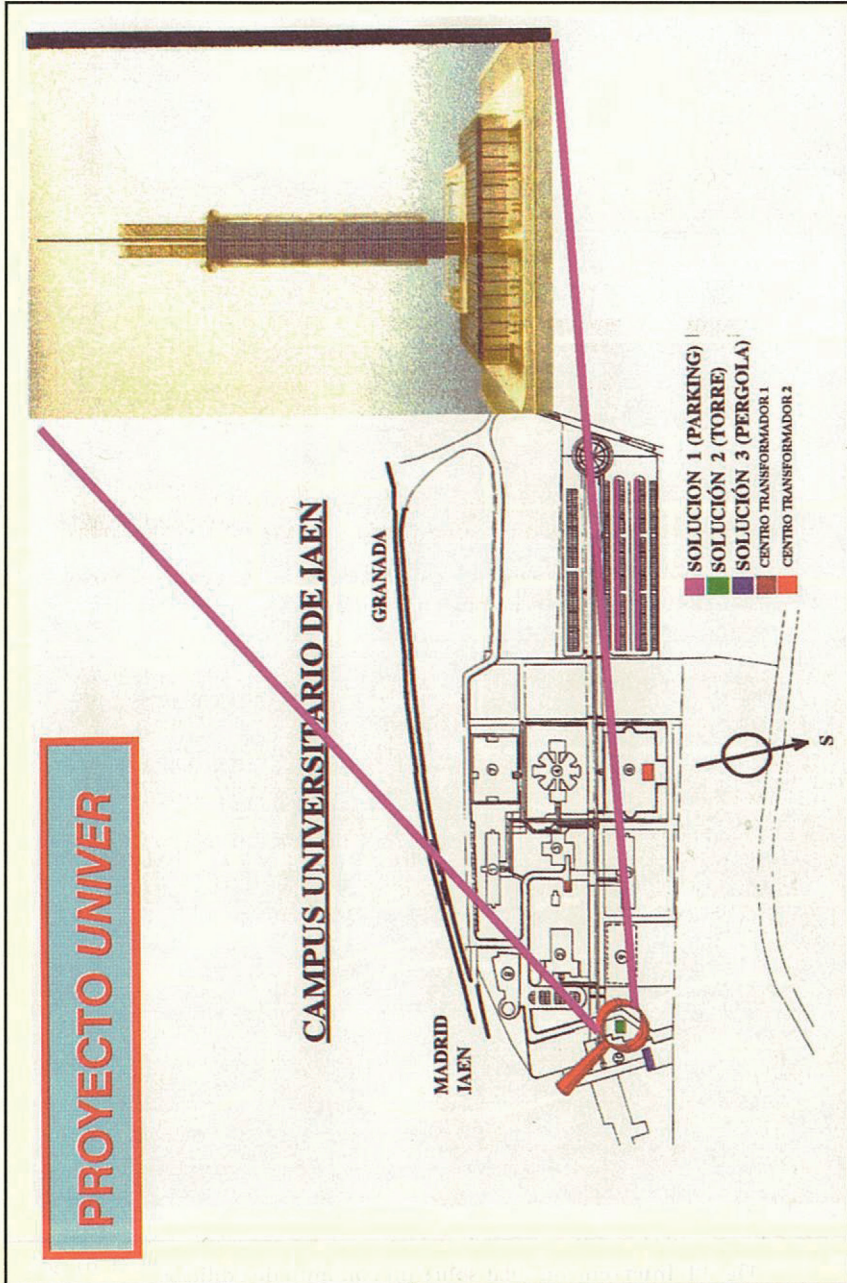 PROYECTO UNIVER
CAMPUS UNIVERSITARIO DE JAEN
MADRID
JAEN
GRANADA
SOLUCION 1 (PARKING)
SOLUCIÓN 2 (TORRE)
SOLUCIÓN 3 (PERGOLA)
CENTRO TRANSFORMADOR 1
CENTRO TRANSFORMADOR 2
S